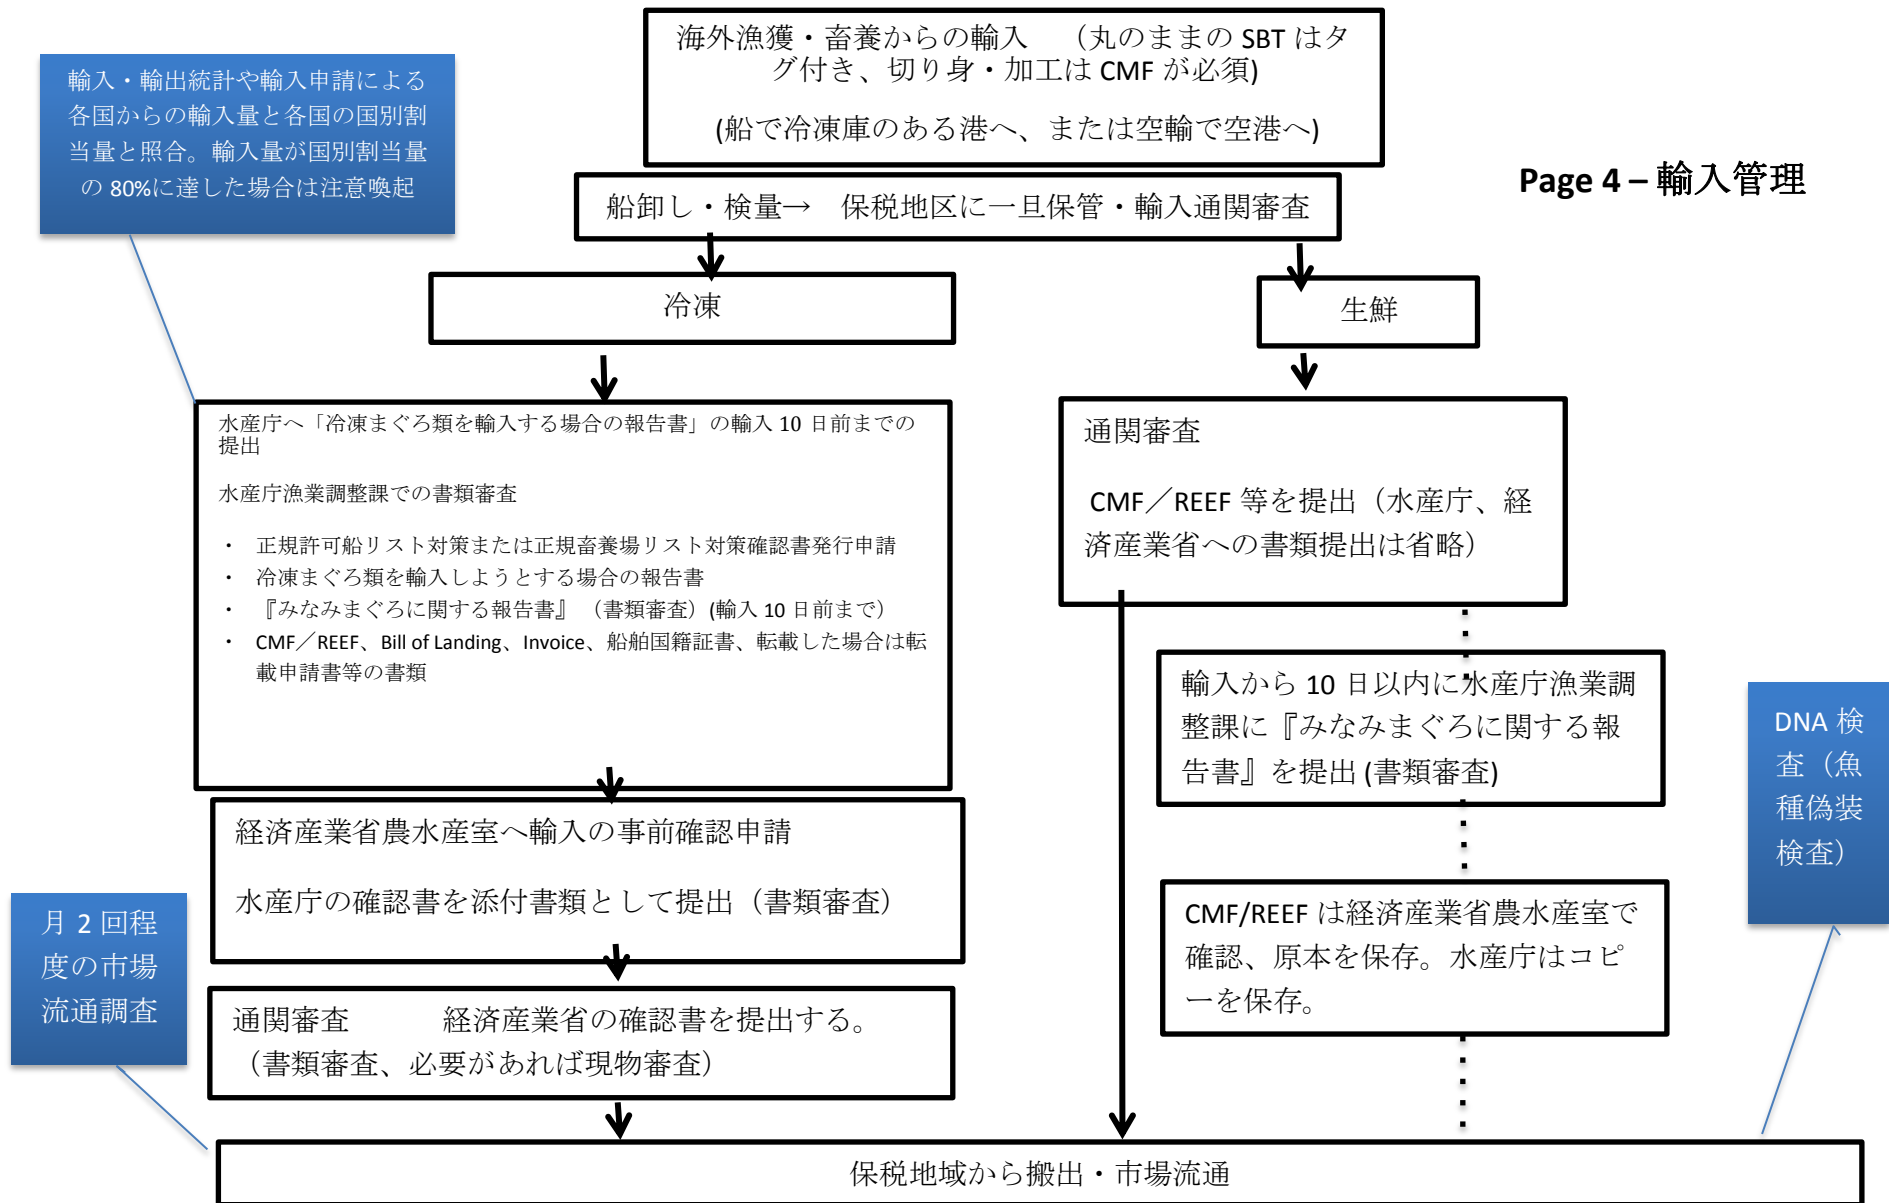 海外漁獲・畜養からの輸入　（丸のままの SBT はタ
グ付き、切り身・加工は CMF が必須)
(船で冷凍庫のある港へ、または空輸で空港へ)
輸入・輸出統計や輸入申請による
各国からの輸入量と各国の国別割
当量と照合。輸入量が国別割当量
の 80%に達した場合は注意喚起
Page 4 – 輸入管理
船卸し・検量→　保税地区に一旦保管・輸入通関審査
冷凍
生鮮
水産庁へ「冷凍まぐろ類を輸入する場合の報告書」の輸入 10 日前までの
提出
水産庁漁業調整課での書類審査
・ 正規許可船リスト対策または正規畜養場リスト対策確認書発行申請
・ 冷凍まぐろ類を輸入しようとする場合の報告書
・ 『みなみまぐろに関する報告書』（書類審査）(輸入 10 日前まで）
・ CMF／REEF、Bill of Landing、Invoice、船舶国籍証書、転載した場合は転
載申請書等の書類
通関審査
CMF／REEF 等を提出（水産庁、経
済産業省への書類提出は省略）
輸入から 10 日以内に水産庁漁業調
整課に『みなみまぐろに関する報
告書』を提出 (書類審査)
DNA 検
査（魚
種偽装
検査）
経済産業省農水産室へ輸入の事前確認申請
水産庁の確認書を添付書類として提出（書類審査）
CMF/REEF は経済産業省農水産室で
確認、原本を保存。水産庁はコピ
ーを保存。
月 2 回程
度の市場
流通調査
通関審査　　　経済産業省の確認書を提出する。
（書類審査、必要があれば現物審査）
保税地域から搬出・市場流通